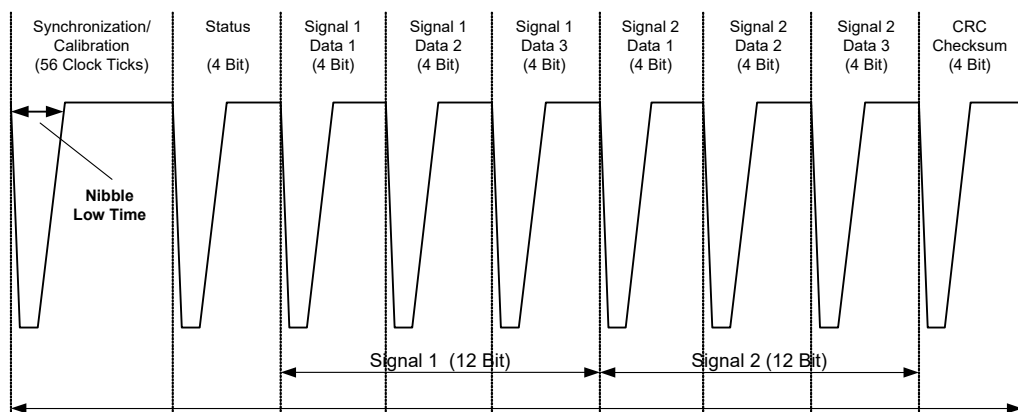 Synchronization/
Calibration
(56 Clock Ticks)
Status
(4 Bit)
Signal 1
Data 1
(4 Bit)
Signal 1
Data 2
(4 Bit)
Signal 1
Data 3
(4 Bit)
Signal 2
Data 1
(4 Bit)
Signal 2
Data 2
(4 Bit)
Signal 2
Data 3
(4 Bit)
CRC
Checksum
(4 Bit)
Nibble
Low Time
Signal 1 (12 Bit)
Signal 2 (12 Bit)